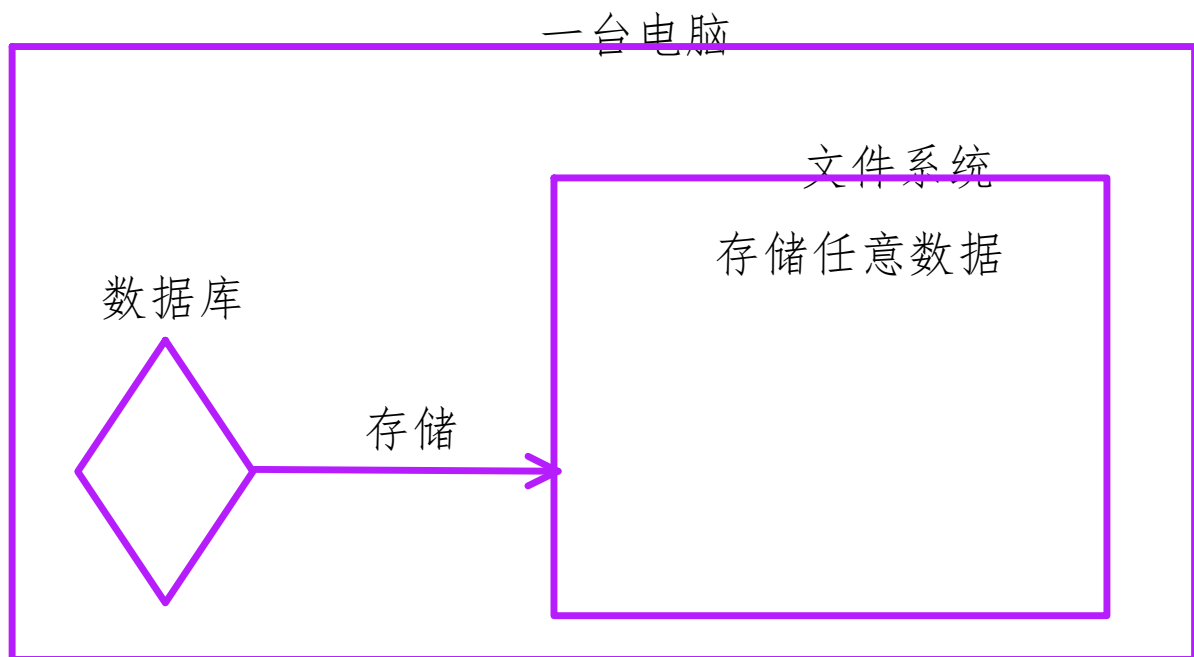 一台电脑
文件系统
存储任意数据
数据库
存储